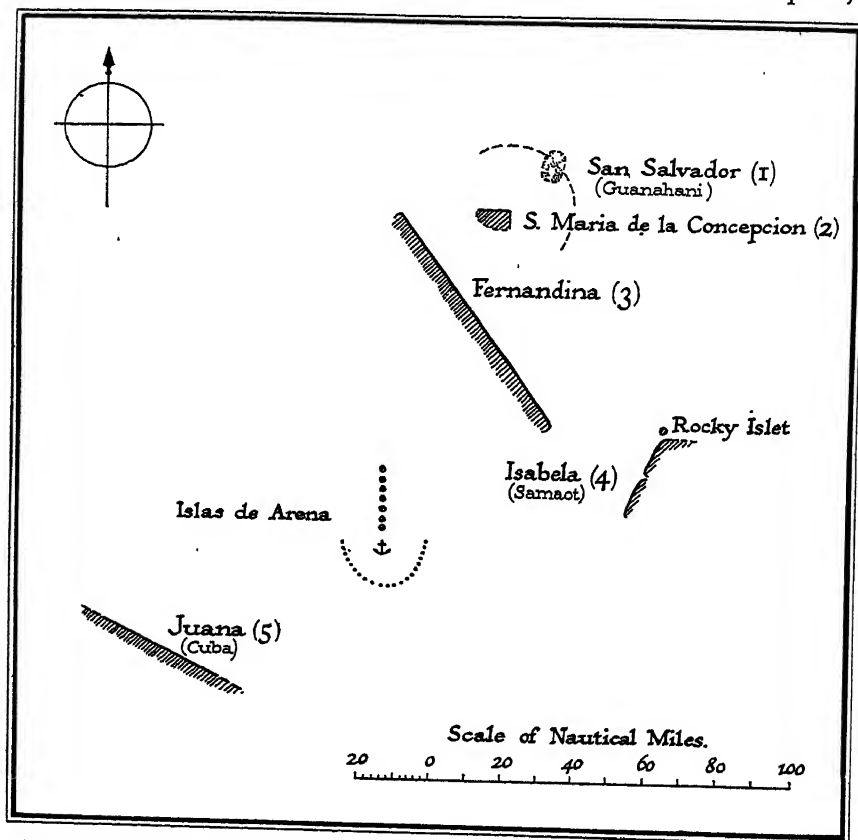 San Salvador (1)
(Guanahani)
S. Maria de la Concepcion (2)
Fernandina (3)
Rocky Islet
Isabela (4)
(Samaot)
Islas de Arena
Juana (5)
(Cuba)
Scale of Nautical Miles.
20 0 20 40 60 80 100